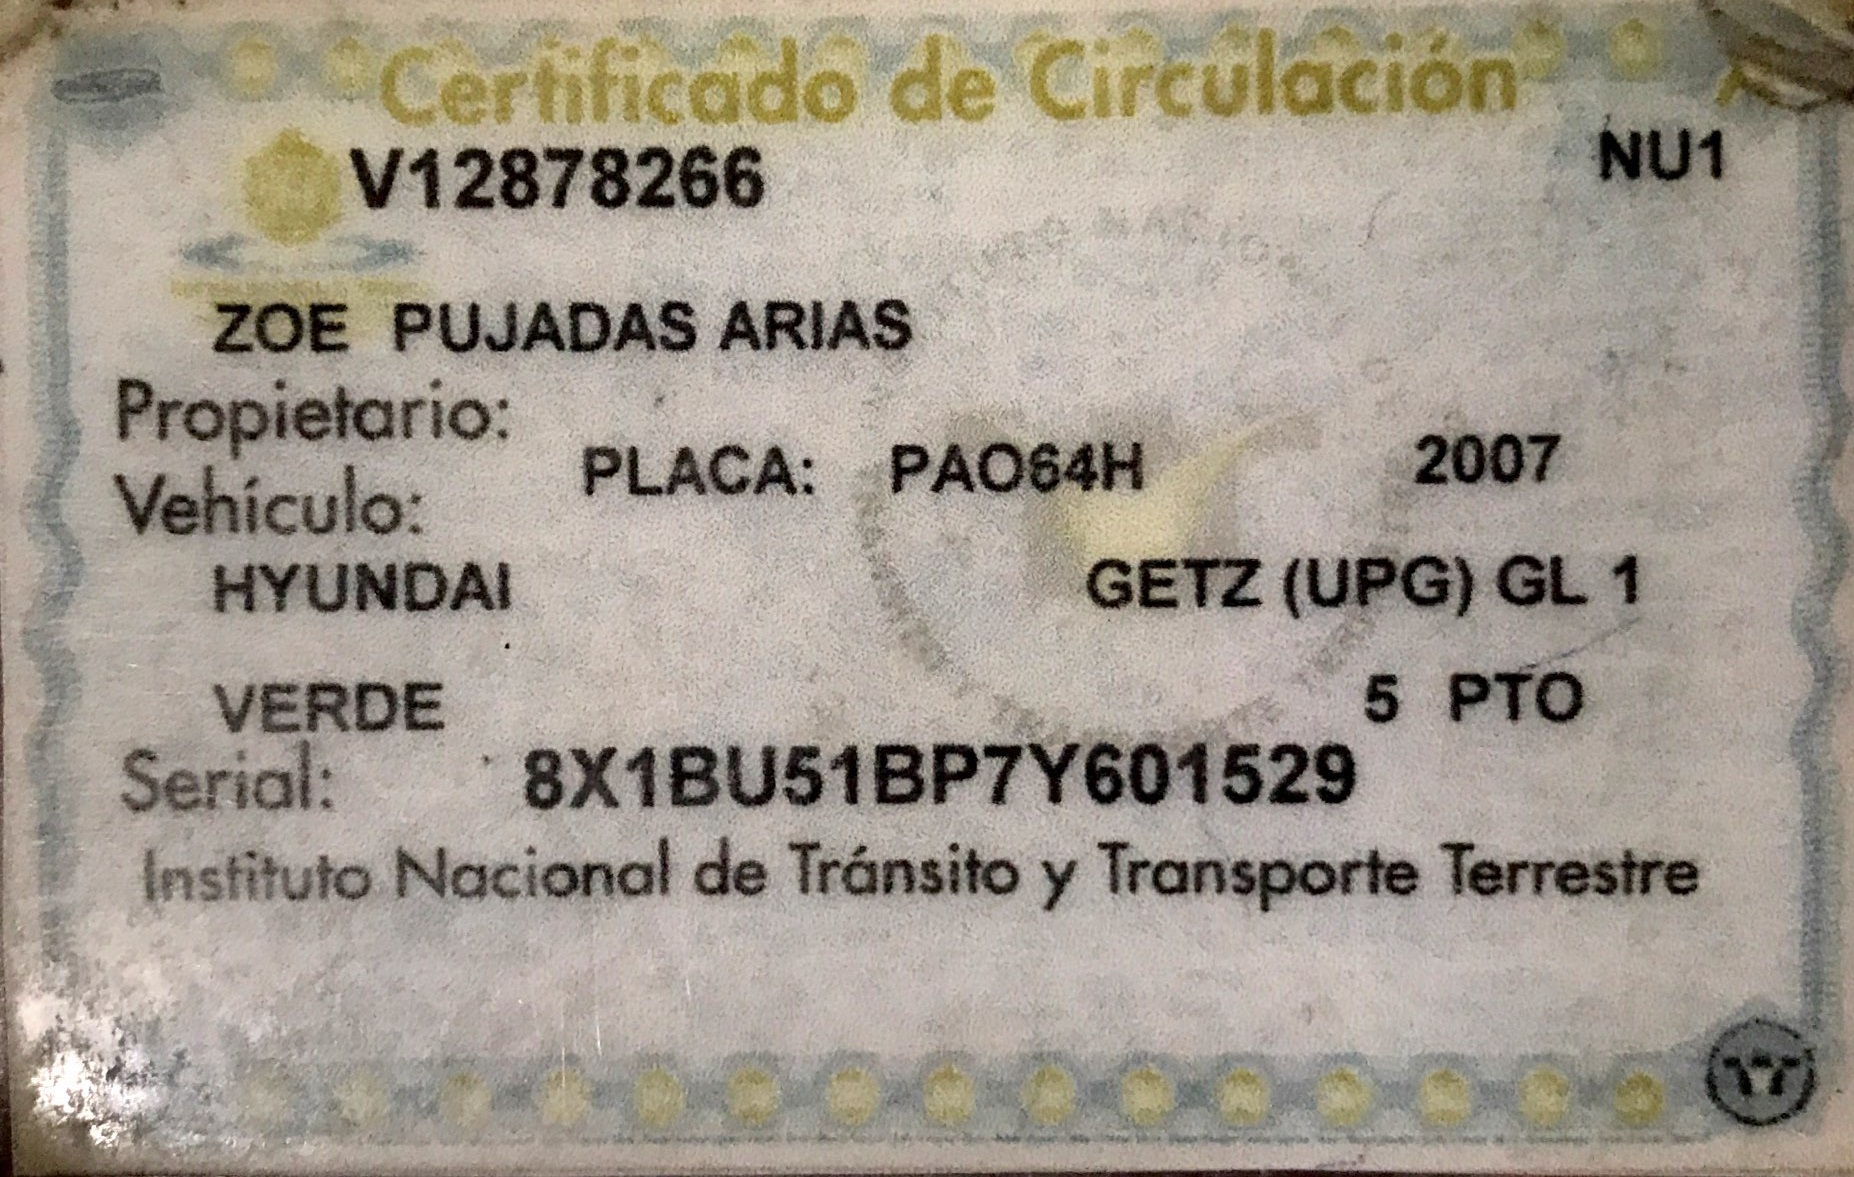 Certificado de Circulación
V12878266 NU1
ZOE PUJADAS ARIAS
Propietario:
PLACA: PAO64H 2007
Vehículo:
HYUNDAI GETZ (UPG) GL 1
VERDE 5 PTO
Serial: 8X1BU51BP7Y601529
Instituto Nacional de Tránsito y Transporte Terrestre